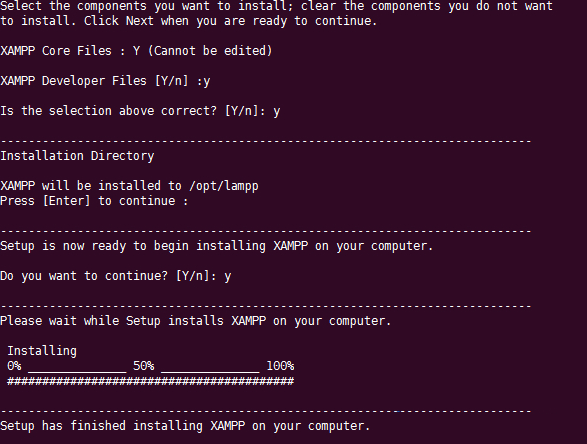 Select the components you want to install; clear the components you do not want
to install. Click Next when you are ready to continue.
XAMPP Core Files : Y (Cannot be edited)
XAMPP Developer Files [Y/n] :y
Is the selection above correct? [Y/n]: y
----------------------------------------------------------------------------
Installation Directory
XAMPP will be installed to /opt/lampp
Press [Enter] to continue :
----------------------------------------------------------------------------
Setup is now ready to begin installing XAMPP on your computer.
Do you want to continue? [Y/n]: y
----------------------------------------------------------------------------
Please wait while Setup installs XAMPP on your computer.
Installing
0% ______________ 50% ______________ 100%
#########################################
----------------------------------------------------------------------------
Setup has finished installing XAMPP on your computer.